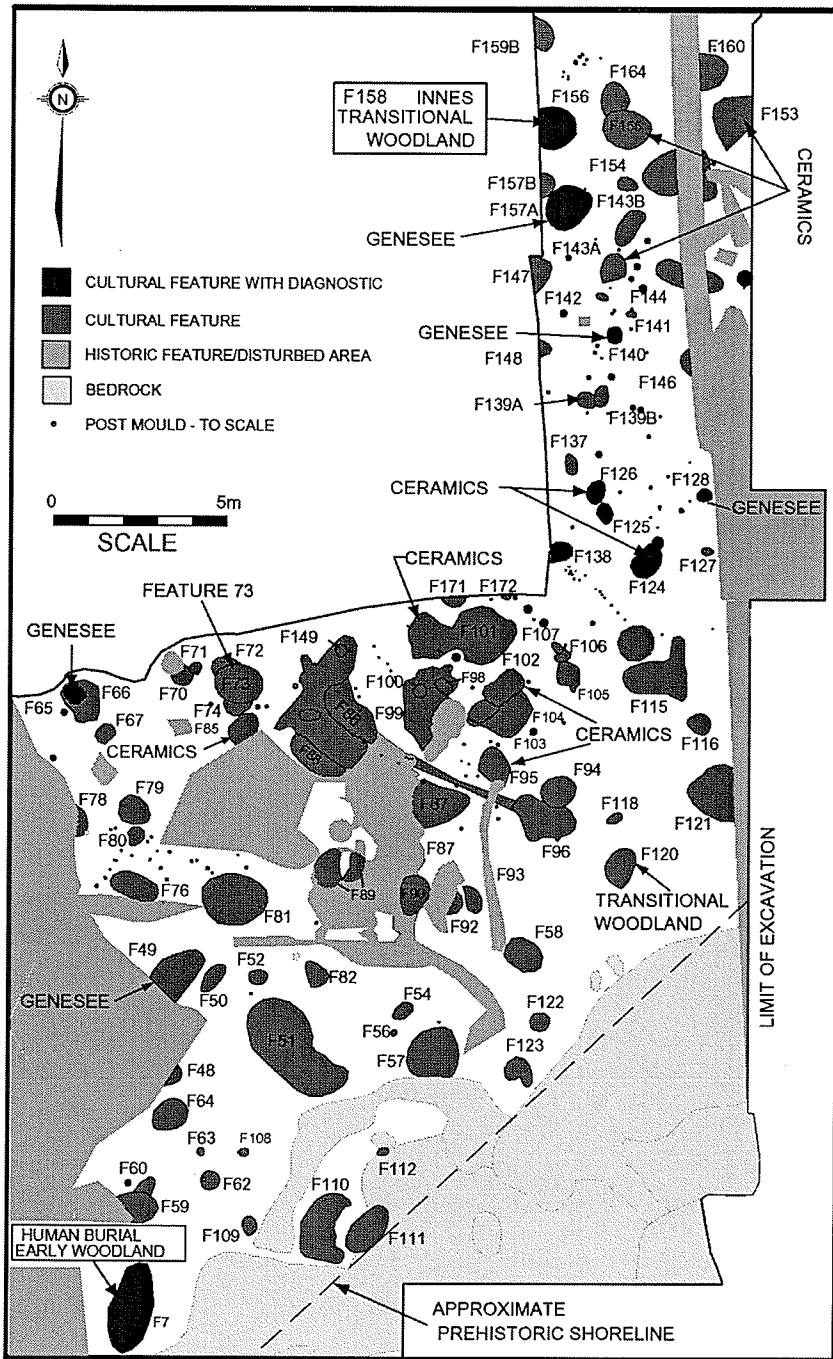 F159B
F160
N
F164
F158 INNES
TRANSITIONAL
WOODLAND
F156
F153
F154
CERAMICS
F157B
F157A
F143B
GENESEE
F143A
CULTURAL FEATURE WITH DIAGNOSTIC
F147
CULTURAL FEATURE
F142
F144
F141
HISTORIC FEATURE/DISTURBED AREA
GENESEE
F140
F148
F146
BEDROCK
F139A
F139B
POST MOULD - TO SCALE
F137
F126
CERAMICS
F128
GENESEE
0
5m
F125
SCALE
F138
F127
F124
CERAMICS
FEATURE 73
F171
F172
GENESEE
F149
F101
F107
F106
F71
F72
F102
F70
F73
F100
F98
F66
F105
F115
F65
F74
F88
F99
F104
F67
F85
CERAMICS
CERAMICS
F103
F116
F88
F95
F94
F78
F79
F87
F118
F121
F80
F87
F96
F120
F76
F89
F93
F90
TRANSITIONAL
WOODLAND
F81
F92
F58
F49
F52
F82
GENESEE
F50
F54
F122
F51
F56
F57
F123
LIMIT OF EXCAVATION
F48
F64
F63
F108
F112
F60
F62
F110
F59
F109
F111
HUMAN BURIAL
EARLY WOODLAND
F7
APPROXIMATE
PREHISTORIC SHORELINE